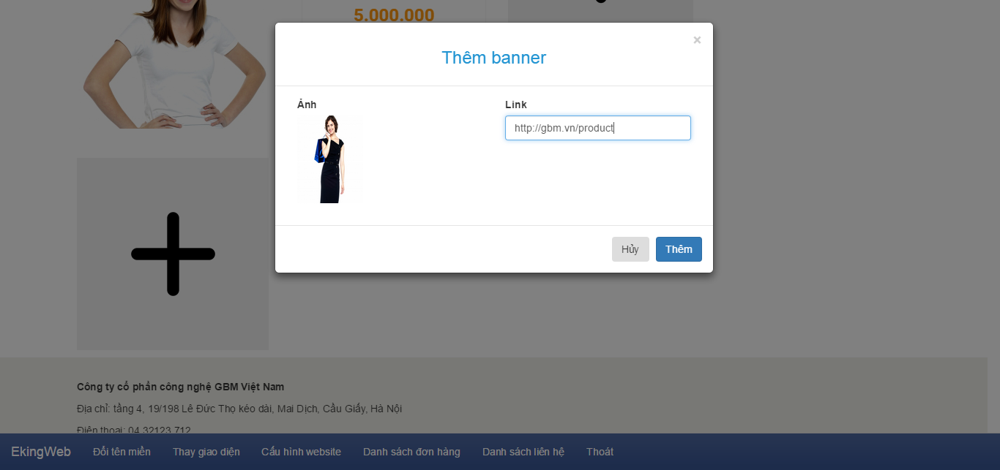 5.000.000
×
Thêm banner
Ảnh
Link
http://gbm.vn/product
Hủy
Thêm
Công ty cổ phần công nghệ GBM Việt Nam
Địa chỉ: tầng 4, 19/198 Lê Đức Thọ kéo dài, Mai Dịch, Cầu Giấy, Hà Nội
Điện thoại: 04.32123.712
EkingWeb Đổi tên miền Thay giao diện Cấu hình website Danh sách đơn hàng Danh sách liên hệ Thoát